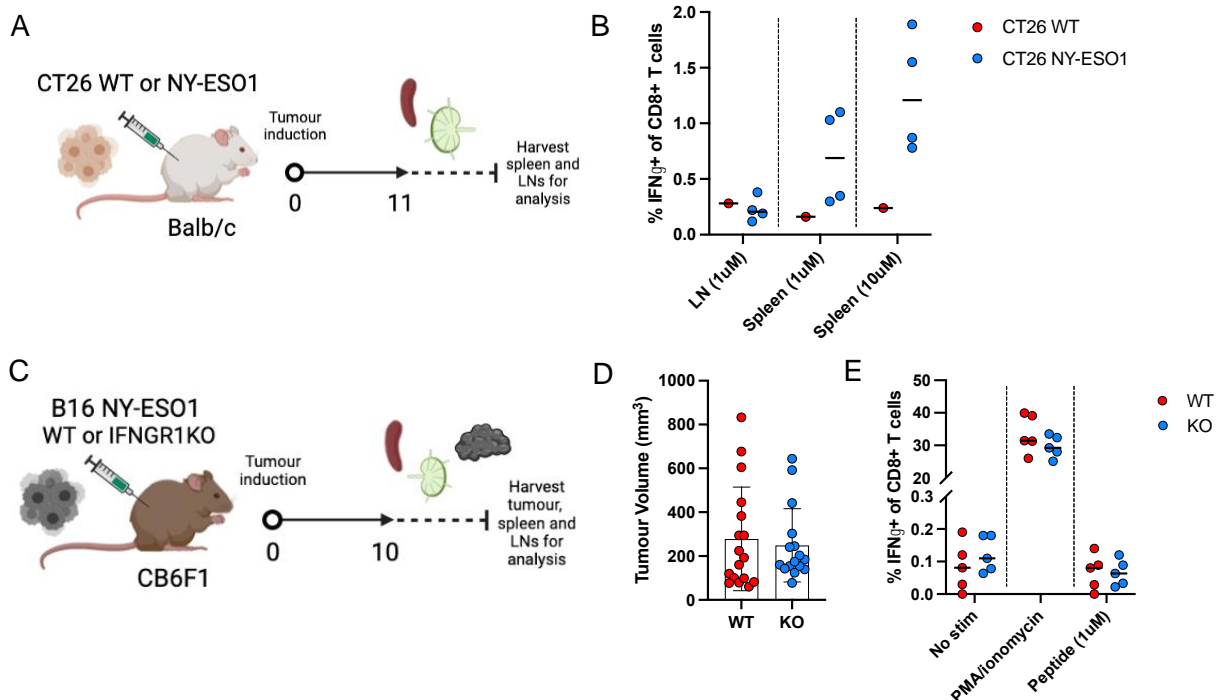 A
CT26 WT or NY-ESO1
Balb/c
Tumour
induction
0
11
Harvest
spleen and
LNs for
analysis
B
% IFNg+ of CD8+ T cells
2.0
1.5
1.0
0.5
0.0
LN (1uM)
Spleen (1uM)
Spleen (10uM)
CT26 WT
CT26 NY-ESO1
C
B16 NY-ESO1
WT or IFNGR1KO
CB6F1
Tumour
induction
0
10
Harvest
tumour,
spleen and
LNs for
analysis
D
Tumour Volume (mm³)
1000
800
600
400
200
0
WT
KO
E
% IFNg+ of CD8+ T cells
50
40
30
20
0.3
0.2
0.1
0.0
No stim
PMA/ionomycin
Peptide (1uM)
WT
KO